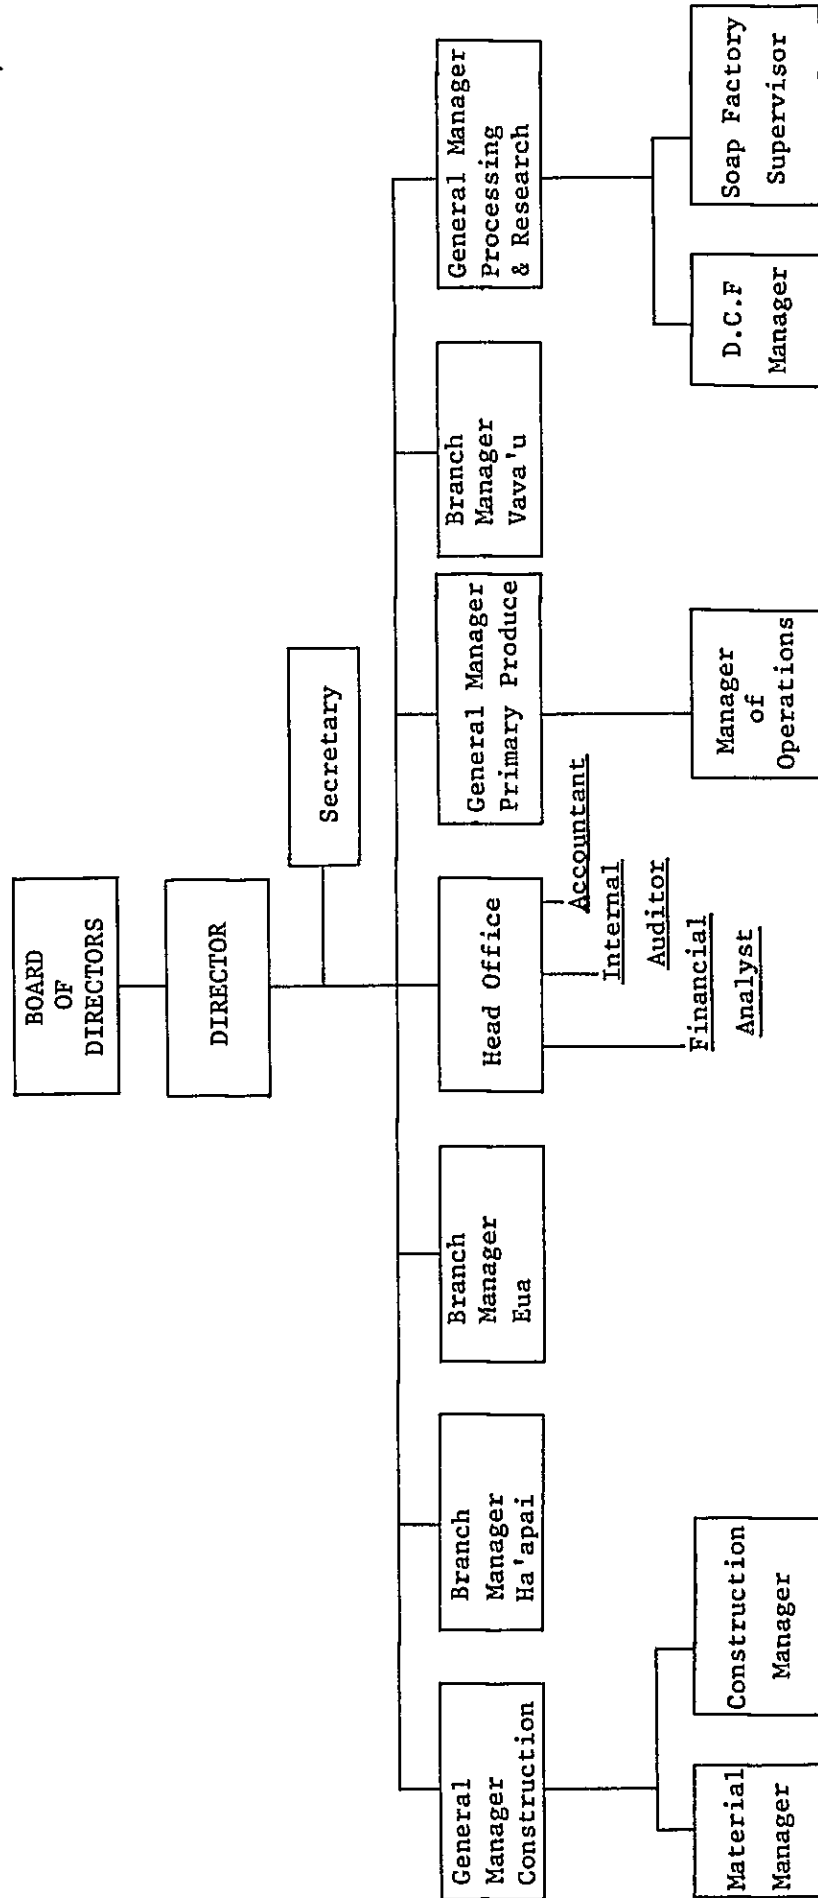 BOARD
OF
DIRECTORS
DIRECTOR
Secretary
General
Manager
Construction
Branch
Manager
Ha'apai
Branch
Manager
Eua
Head Office
General Manager
Primary Produce
Branch
Manager
Vava'u
General Manager
Processing
& Research
Accountant
Internal
Auditor
Financial
Analyst
Material
Manager
Construction
Manager
Manager
of
Operations
D.C.F
Manager
Soap Factory
Supervisor